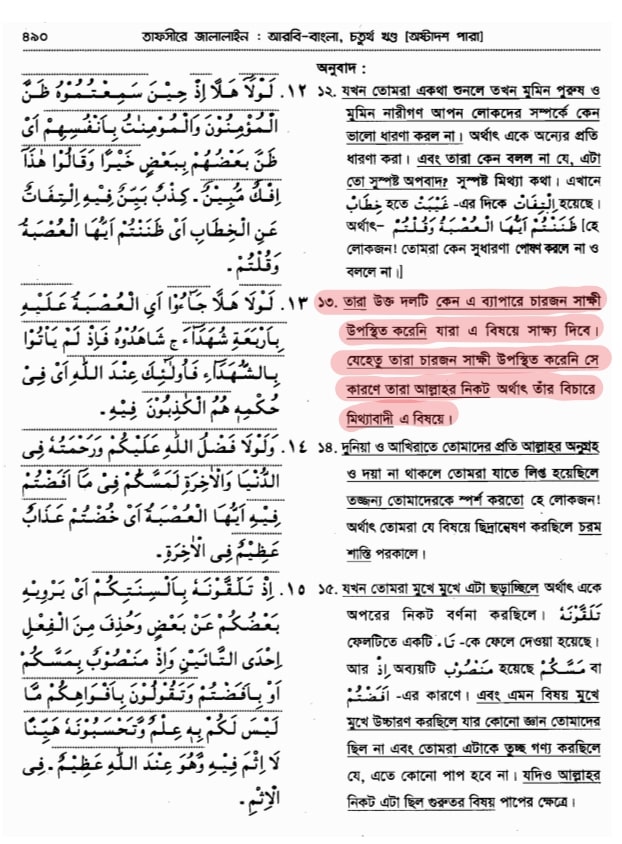 ৪৯০ তাফসীরে জালালাইন : আরবি-বাংলা, চতুর্থ খণ্ড [অষ্টাদশ পারা]
অনুবাদ :
১২. যখন তোমরা একথা শুনলে তখন মুমিন পুরুষ ও
মুমিন নারীগণ আপন লোকদের সম্পর্কে কেন
ভালো ধারণা করল না। অর্থাৎ একে অন্যের প্রতি
ধারণা করা। এবং তারা কেন বলল না যে, এটা
তো সুস্পষ্ট অপবাদ? সুস্পষ্ট মিথ্যা কথা। এখানে
خِطَابْ হতে غَيْبَتْ -এর দিকে اِلْتِفَاتْ হয়েছে।
অর্থাৎ– ظَنَنْتُمْ اَيُّهَا الْعُصْبَةُ وَقُلْتُمْ [হে
লোকজন! তোমরা কেন সুধারণা পোষণ করলে না ও
বললে না।]
১৩. তারা উক্ত দলটি কেন এ ব্যাপারে চারজন সাক্ষী
উপস্থিত করেনি যারা এ বিষয়ে সাক্ষ্য দিবে।
যেহেতু তারা চারজন সাক্ষী উপস্থিত করেনি সে
কারণে তারা আল্লাহর নিকট অর্থাৎ তাঁর বিচারে
মিথ্যাবাদী এ বিষয়ে।
১৪. দুনিয়া ও আখিরাতে তোমাদের প্রতি আল্লাহর অনুগ্রহ
ও দয়া না থাকলে তোমরা যাতে লিপ্ত হয়েছিলে
তজ্জন্য তোমাদেরকে স্পর্শ করতো হে লোকজন!
অর্থাৎ তোমরা যে বিষয়ে ছিদ্রান্বেষণ করছিলে চরম
শাস্তি পরকালে।
১৫. যখন তোমরা মুখে মুখে এটা ছড়াচ্ছিলে অর্থাৎ একে
অপরের নিকট বর্ণনা করছিলে। تَلَقَّوْنَهٗ
ফেলটিতে একটি تَاء -কে ফেলে দেওয়া হয়েছে।
আর اِذْ অব্যয়টি مَنْصُوْبْ হয়েছে مَسَّكُمْ বা
اَفَضْتُمْ -এর কারণে। এবং এমন বিষয় মুখে
মুখে উচ্চারণ করছিলে যার কোনো জ্ঞান তোমাদের
ছিল না এবং তোমরা এটাকে তুচ্ছ গণ্য করছিলে
যে, এতে কোনো পাপ হবে না। যদিও আল্লাহর
নিকট এটা ছিল গুরুতর বিষয় পাপের ক্ষেত্রে।
١٢. لَوْلَا هَلَّا اِذْ حِيْنَ سَمِعْتُمُوْهُ ظَنَّ
الْمُؤْمِنُوْنَ وَالْمُؤْمِنٰتُ بِاَنْفُسِهِمْ اَيْ
ظَنَّ بَعْضُهُمْ بِبَعْضٍ خَيْرًا وَّقَالُوْا هٰذَا
اِفْكٌ مُّبِيْنٌ. كِذْبٌ بَيِّنٌ فِيْهِ اِلْتِفَاتٌ
عَنِ الْخِطَابِ اَيْ ظَنَنْتُمْ اَيُّهَا الْعُصْبَةُ
وَقُلْتُمْ.
١٣. لَوْلَا هَلَّا جَآءُوْا اَيِ الْعُصْبَةُ عَلَيْهِ
بِاَرْبَعَةِ شُهَدَآءَ ج شَاهَدُوْهُ فَاِذْ لَمْ يَاْتُوْا
بِالشُّهَدَآءِ فَاُولٰٓئِكَ عِنْدَ اللّٰهِ اَيْ فِيْ
حُكْمِهٖ هُمُ الْكٰذِبُوْنَ فِيْهِ.
١٤. وَلَوْلَا فَضْلُ اللّٰهِ عَلَيْكُمْ وَرَحْمَتُهٗ فِى
الدُّنْيَا وَالْاٰخِرَةِ لَمَسَّكُمْ فِيْ مَآ اَفَضْتُمْ
فِيْهِ اَيُّهَا الْعُصْبَةُ اَيْ خُضْتُمْ عَذَابٌ
عَظِيْمٌ فِى الْاٰخِرَةِ.
١٥. اِذْ تَلَقَّوْنَهٗ بِاَلْسِنَتِكُمْ اَيْ يَرْوِيْهِ
بَعْضُكُمْ عَنْ بَعْضٍ وَحُذِفَ مِنَ الْفِعْلِ
اِحْدَى التَّائَيْنِ وَاِذْ مَنْصُوْبٌ بِمَسَّكُمْ
اَوْ بِاَفَضْتُمْ وَتَقُوْلُوْنَ بِاَفْوَاهِكُمْ مَّا
لَيْسَ لَكُمْ بِهٖ عِلْمٌ وَّتَحْسَبُوْنَهٗ هَيِّنًا
لَا اِثْمَ فِيْهِ وَّهُوَ عِنْدَ اللّٰهِ عَظِيْمٌ. فِى
الْاِثْمِ.